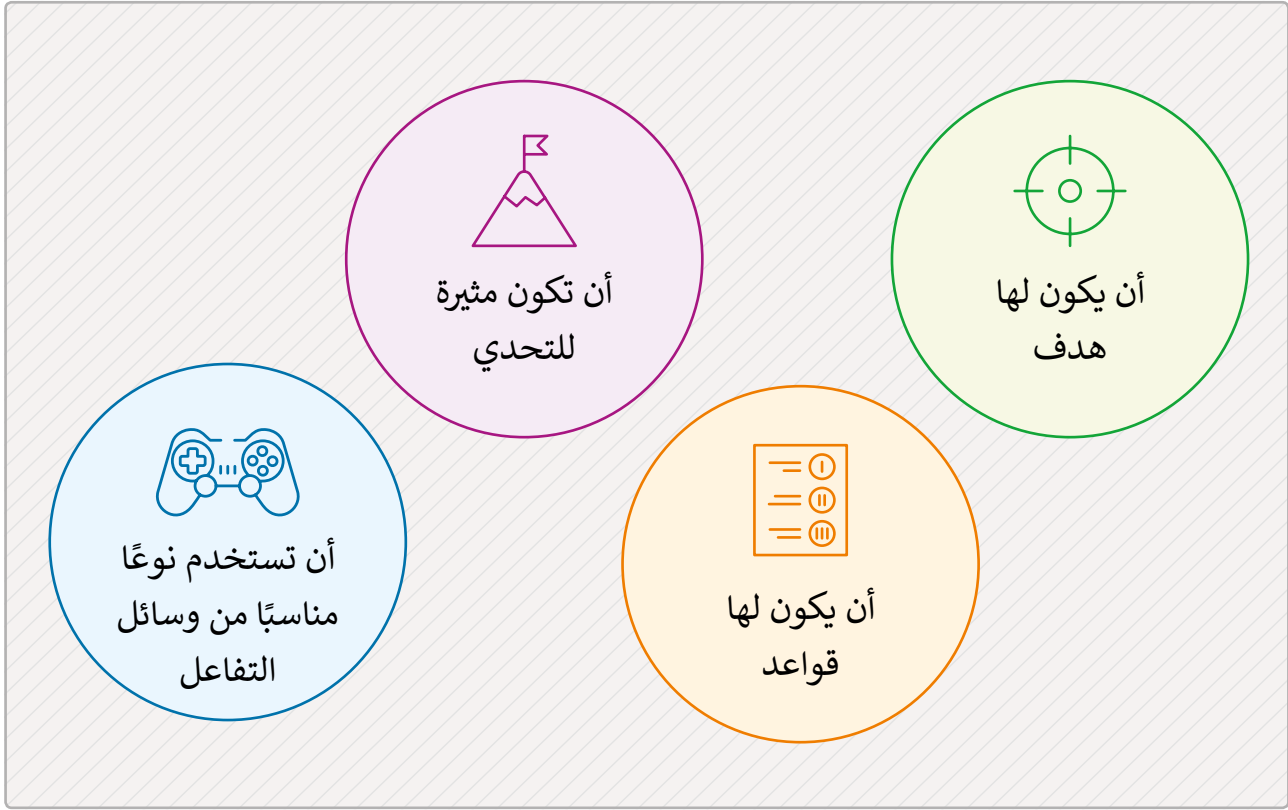 أن يكون لها
هدف
أن تكون مثيرة
للتحدي
أن يكون لها
قواعد
أن تستخدم نوعًا
مناسبًا من وسائل
التفاعل